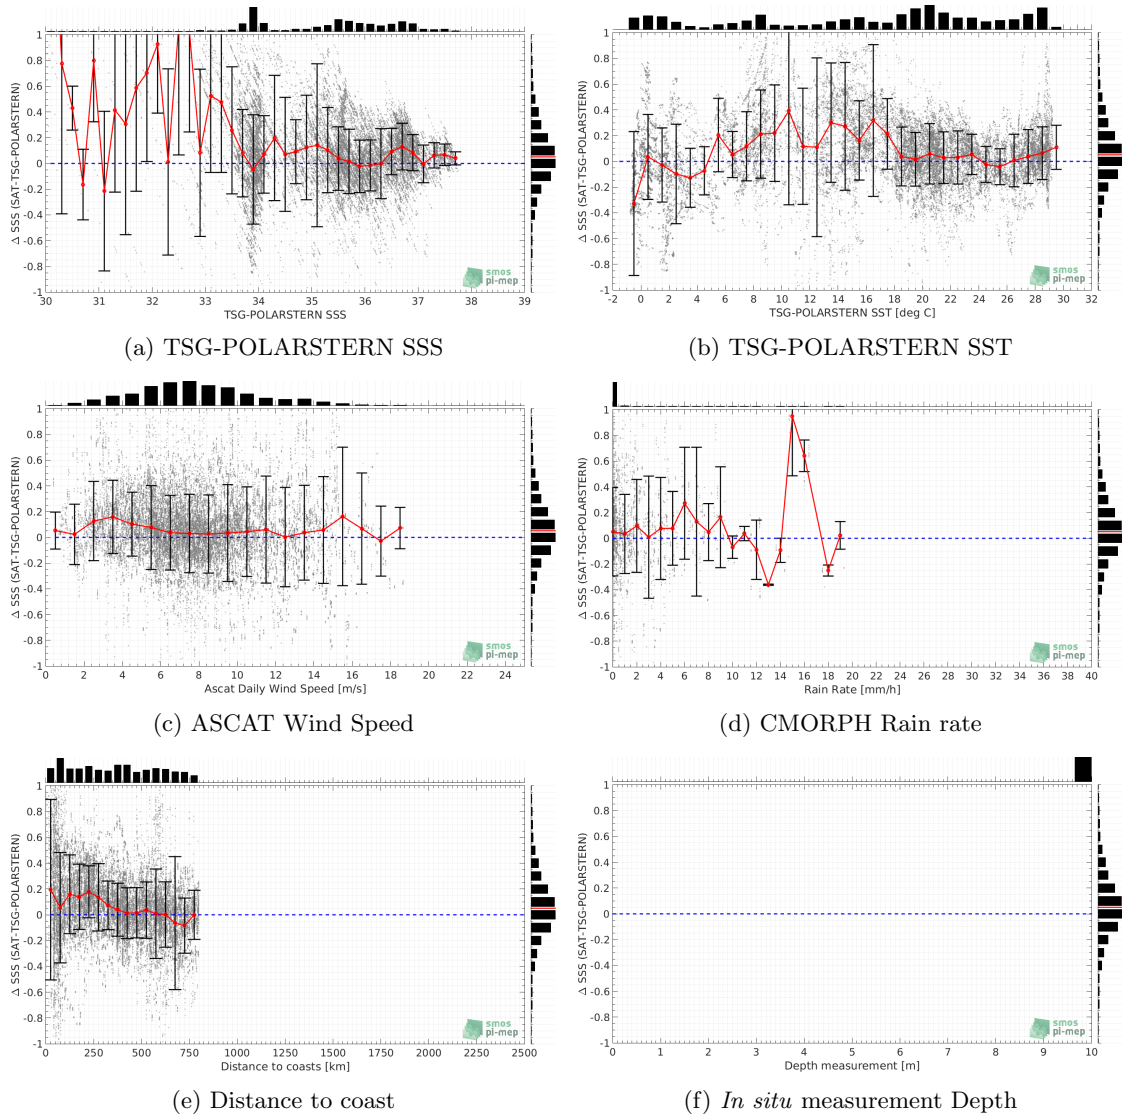 Δ SSS (SAT-TSG-POLARSTERN)
1
0.8
0.6
0.4
0.2
0
-0.2
-0.4
-0.6
-0.8
-1
30 31 32 33 34 35 36 37 38 39
TSG-POLARSTERN SSS
smos
pi-mep
(a) TSG-POLARSTERN SSS
Δ SSS (SAT-TSG-POLARSTERN)
1
0.8
0.6
0.4
0.2
0
-0.2
-0.4
-0.6
-0.8
-1
-2 0 2 4 6 8 10 12 14 16 18 20 22 24 26 28 30 32
TSG-POLARSTERN SST [deg C]
smos
pi-mep
(b) TSG-POLARSTERN SST
Δ SSS (SAT-TSG-POLARSTERN)
1
0.8
0.6
0.4
0.2
0
-0.2
-0.4
-0.6
-0.8
-1
0 2 4 6 8 10 12 14 16 18 20 22 24
Ascat Daily Wind Speed [m/s]
smos
pi-mep
(c) ASCAT Wind Speed
Δ SSS (SAT-TSG-POLARSTERN)
1
0.8
0.6
0.4
0.2
0
-0.2
-0.4
-0.6
-0.8
-1
0 2 4 6 8 10 12 14 16 18 20 22 24 26 28 30 32 34 36 38 40
Rain Rate [mm/h]
smos
pi-mep
(d) CMORPH Rain rate
Δ SSS (SAT-TSG-POLARSTERN)
1
0.8
0.6
0.4
0.2
0
-0.2
-0.4
-0.6
-0.8
-1
0 250 500 750 1000 1250 1500 1750 2000 2250 2500
Distance to coasts [km]
smos
pi-mep
(e) Distance to coast
Δ SSS (SAT-TSG-POLARSTERN)
1
0.8
0.6
0.4
0.2
0
-0.2
-0.4
-0.6
-0.8
-1
0 1 2 3 4 5 6 7 8 9 10
Depth measurement [m]
smos
pi-mep
(f) In situ measurement Depth